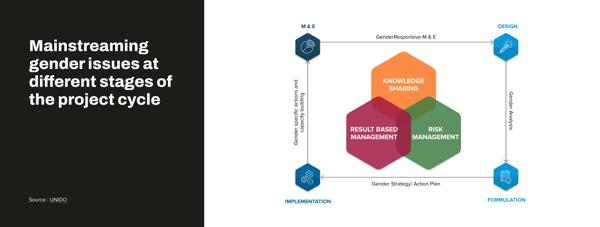 Mainstreaming
gender issues at
different stages of
the project cycle
Source : UNIDO
M & E
GenderResponsive M & E
DESIGN
Gender specific actions and
capacity building
KNOWLEDGE
SHARING
RESULT BASED
MANAGEMENT
RISK
MANAGEMENT
Gender Analysis
Gender Strategy/ Action Plan
IMPLEMENTATION
FORMULATION